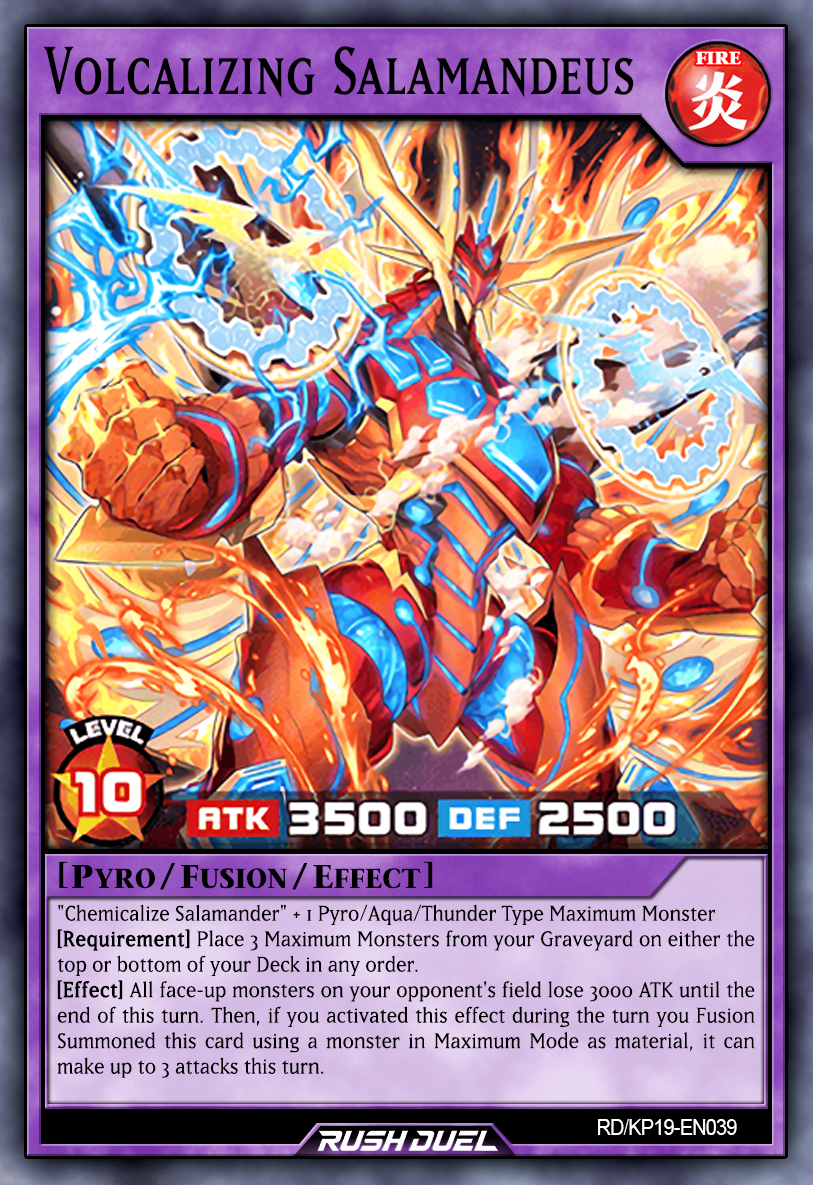 Volcalizing Salamandeus
FIRE
炎
LEVEL
10
ATK 3500 DEF 2500
[Pyro/Fusion/Effect]
"Chemicalize Salamander" + 1 Pyro/Aqua/Thunder Type Maximum Monster
[Requirement] Place 3 Maximum Monsters from your Graveyard on either the
top or bottom of your Deck in any order.
[Effect] All face-up monsters on your opponent's field lose 3000 ATK until the
end of this turn. Then, if you activated this effect during the turn you Fusion
Summoned this card using a monster in Maximum Mode as material, it can
make up to 3 attacks this turn.
RD/KP19-EN039
RUSH DUEL